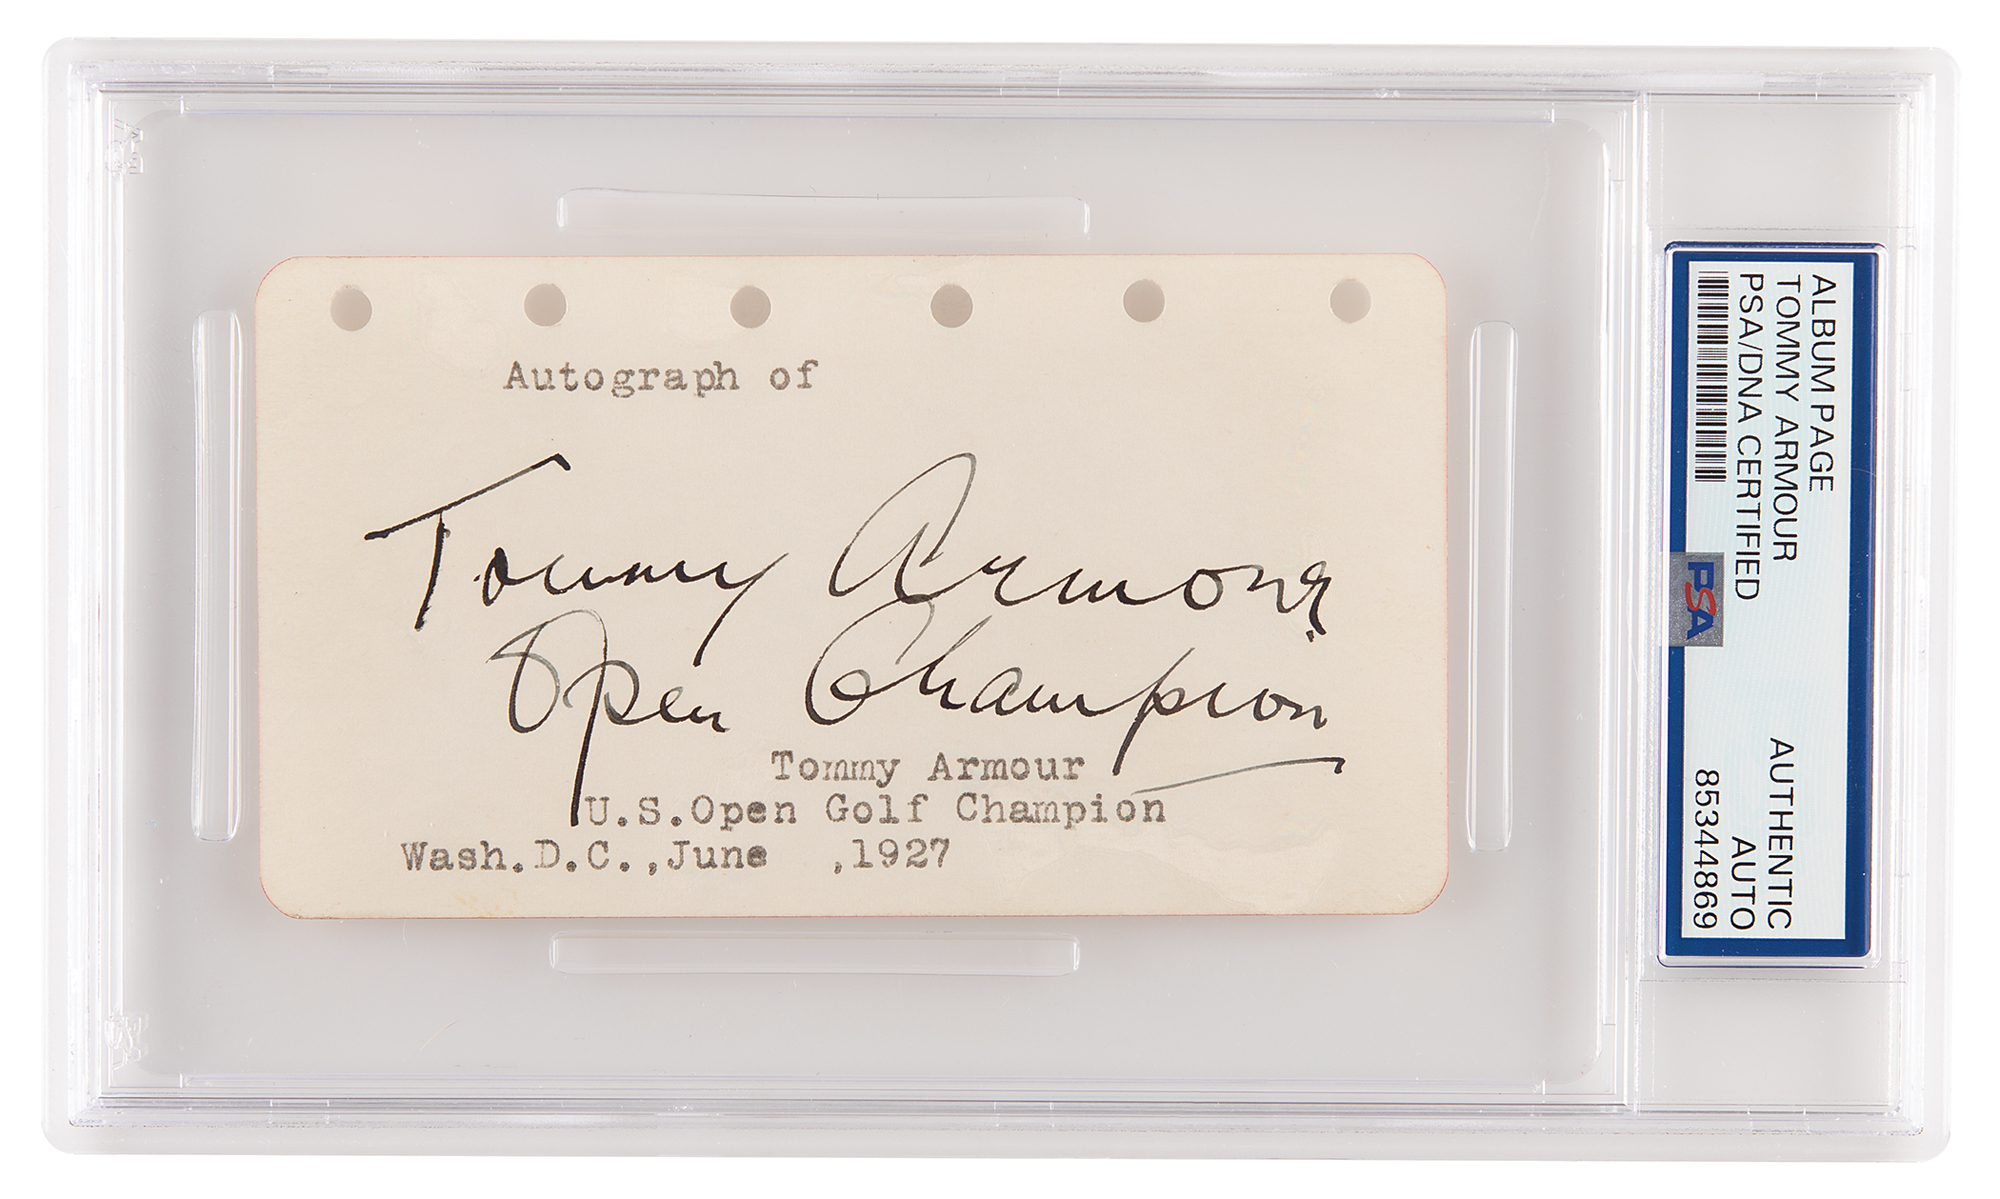 Autograph of
Tommy Armour
Open Champion
Tommy Armour
U.S.Open Golf Champion
Wash.D.C.,June   ,1927
ALBUM PAGE
TOMMY ARMOUR
PSA/DNA CERTIFIED
AUTHENTIC
AUTO
85344869
PSA